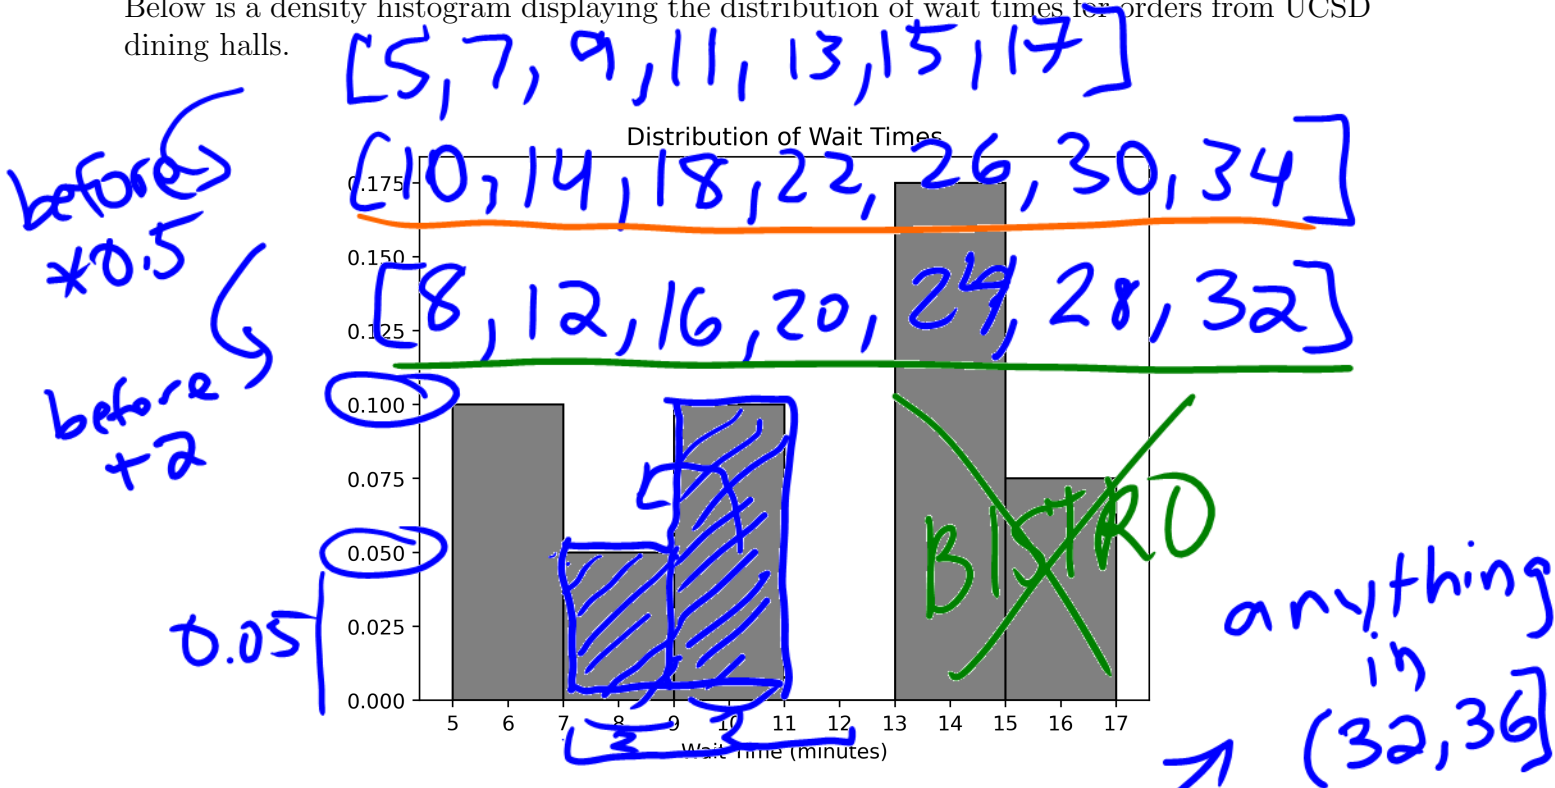 Below is a density histogram displaying the distribution of wait times for orders from UCSD
dining halls.
[5, 7, 9, 11, 13, 15, 17]
Distribution of Wait Times
[10, 14, 18, 22, 26, 30, 34]
before
*0.5
[8, 12, 16, 20, 24, 28, 32]
before
+2
0.175
0.150
0.125
0.100
0.075
0.050
0.025
0.000
0.05
BISTRO
anything
in
(32, 36]
5 6 7 8 9 10 11 12 13 14 15 16 17
2 2
Wait Time (minutes)